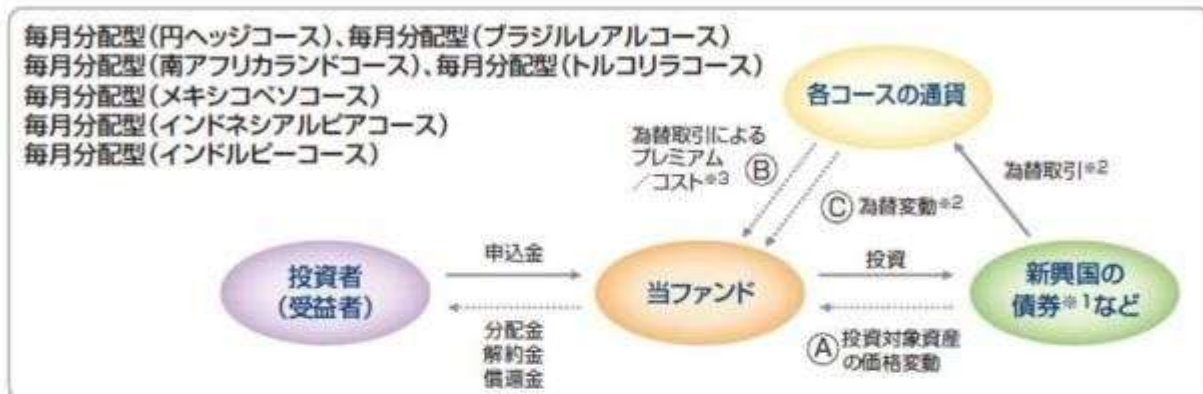 毎月分配型(円ヘッジコース)、毎月分配型(ブラジルレアルコース)
毎月分配型(南アフリカランドコース)、毎月分配型(トルコリラコース)
毎月分配型(メキシコペソコース)
毎月分配型(インドネシアルピアコース)
毎月分配型(インドルピーコース)
各コースの通貨
為替取引による
プレミアム
/コスト※3
Ⓑ
Ⓒ 為替変動※2
為替取引※2
投資者
(受益者)
申込金
分配金
解約金
償還金
当ファンド
投資
Ⓐ 投資対象資産
の価格変動
新興国の
債券※1など